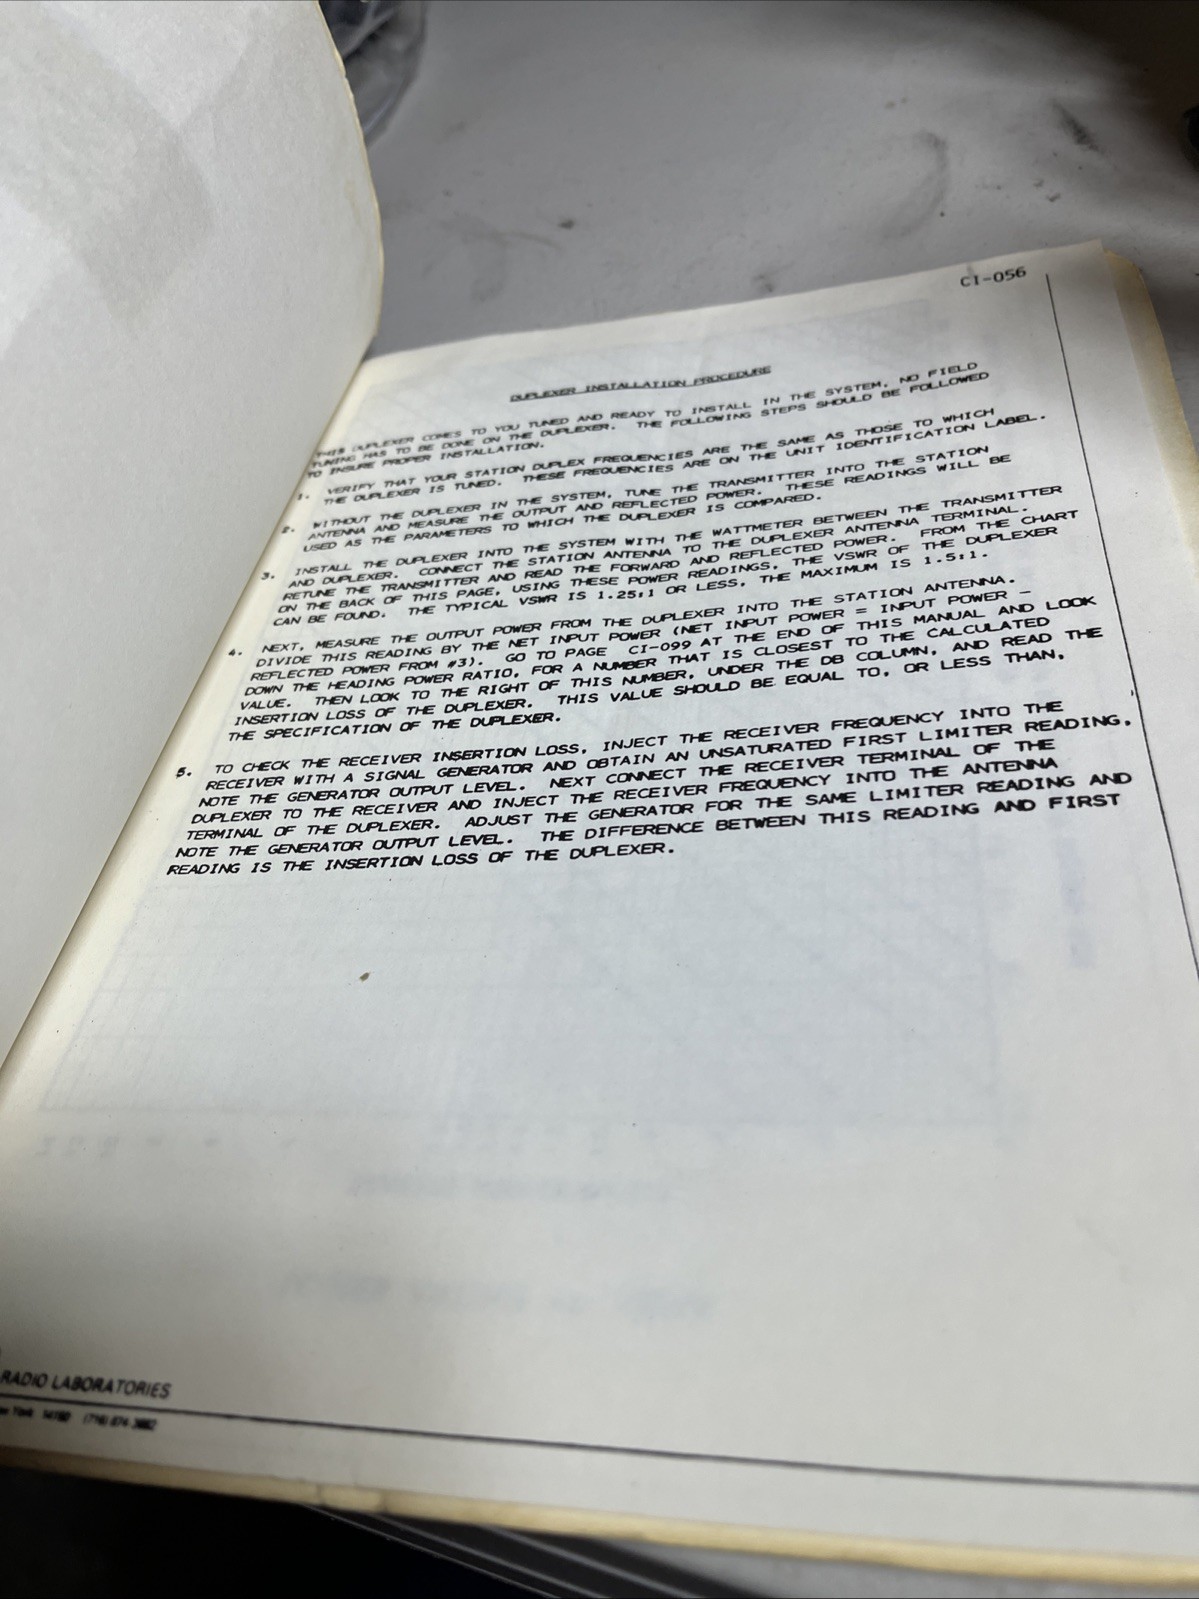 CI-056
DUPLEXER INSTALLATION PROCEDURE
THIS DUPLEXER COMES TO YOU TUNED AND READY TO INSTALL IN THE SYSTEM, NO FIELD
TUNING HAS TO BE DONE ON THE DUPLEXER. THE FOLLOWING STEPS SHOULD BE FOLLOWED
TO ENSURE PROPER INSTALLATION.
1. VERIFY THAT YOUR STATION DUPLEX FREQUENCIES ARE THE SAME AS THOSE TO WHICH
THE DUPLEXER IS TUNED. THESE FREQUENCIES ARE ON THE UNIT IDENTIFICATION LABEL.
2. WITHOUT THE DUPLEXER IN THE SYSTEM, TUNE THE TRANSMITTER INTO THE STATION
ANTENNA AND MEASURE THE OUTPUT AND REFLECTED POWER. THESE READINGS WILL BE
USED AS THE PARAMETERS TO WHICH THE DUPLEXER IS COMPARED.
3. INSTALL THE DUPLEXER INTO THE SYSTEM WITH THE WATTMETER BETWEEN THE TRANSMITTER
AND DUPLEXER. CONNECT THE STATION ANTENNA TO THE DUPLEXER ANTENNA TERMINAL.
RETUNE THE TRANSMITTER AND READ THE FORWARD AND REFLECTED POWER. FROM THE CHART
ON THE BACK OF THIS PAGE, USING THESE POWER READINGS, THE VSWR OF THE DUPLEXER
CAN BE FOUND. THE TYPICAL VSWR IS 1.25:1 OR LESS, THE MAXIMUM IS 1.5:1.
4. NEXT, MEASURE THE OUTPUT POWER FROM THE DUPLEXER INTO THE STATION ANTENNA.
DIVIDE THIS READING BY THE NET INPUT POWER (NET INPUT POWER = INPUT POWER -
REFLECTED POWER FROM #3). GO TO PAGE CI-099 AT THE END OF THIS MANUAL AND LOOK
DOWN THE HEADING POWER RATIO, FOR A NUMBER THAT IS CLOSEST TO THE CALCULATED
VALUE. THEN LOOK TO THE RIGHT OF THIS NUMBER, UNDER THE DB COLUMN, AND READ THE
INSERTION LOSS OF THE DUPLEXER. THIS VALUE SHOULD BE EQUAL TO, OR LESS THAN,
THE SPECIFICATION OF THE DUPLEXER.
5. TO CHECK THE RECEIVER INSERTION LOSS, INJECT THE RECEIVER FREQUENCY INTO THE
RECEIVER WITH A SIGNAL GENERATOR AND OBTAIN AN UNSATURATED FIRST LIMITER READING.
NOTE THE GENERATOR OUTPUT LEVEL. NEXT CONNECT THE RECEIVER TERMINAL OF THE
DUPLEXER TO THE RECEIVER AND INJECT THE RECEIVER FREQUENCY INTO THE ANTENNA
TERMINAL OF THE DUPLEXER. ADJUST THE GENERATOR FOR THE SAME LIMITER READING AND
NOTE THE GENERATOR OUTPUT LEVEL. THE DIFFERENCE BETWEEN THIS READING AND FIRST
READING IS THE INSERTION LOSS OF THE DUPLEXER.
RADIO LABORATORIES
York 14150 (716) 874-